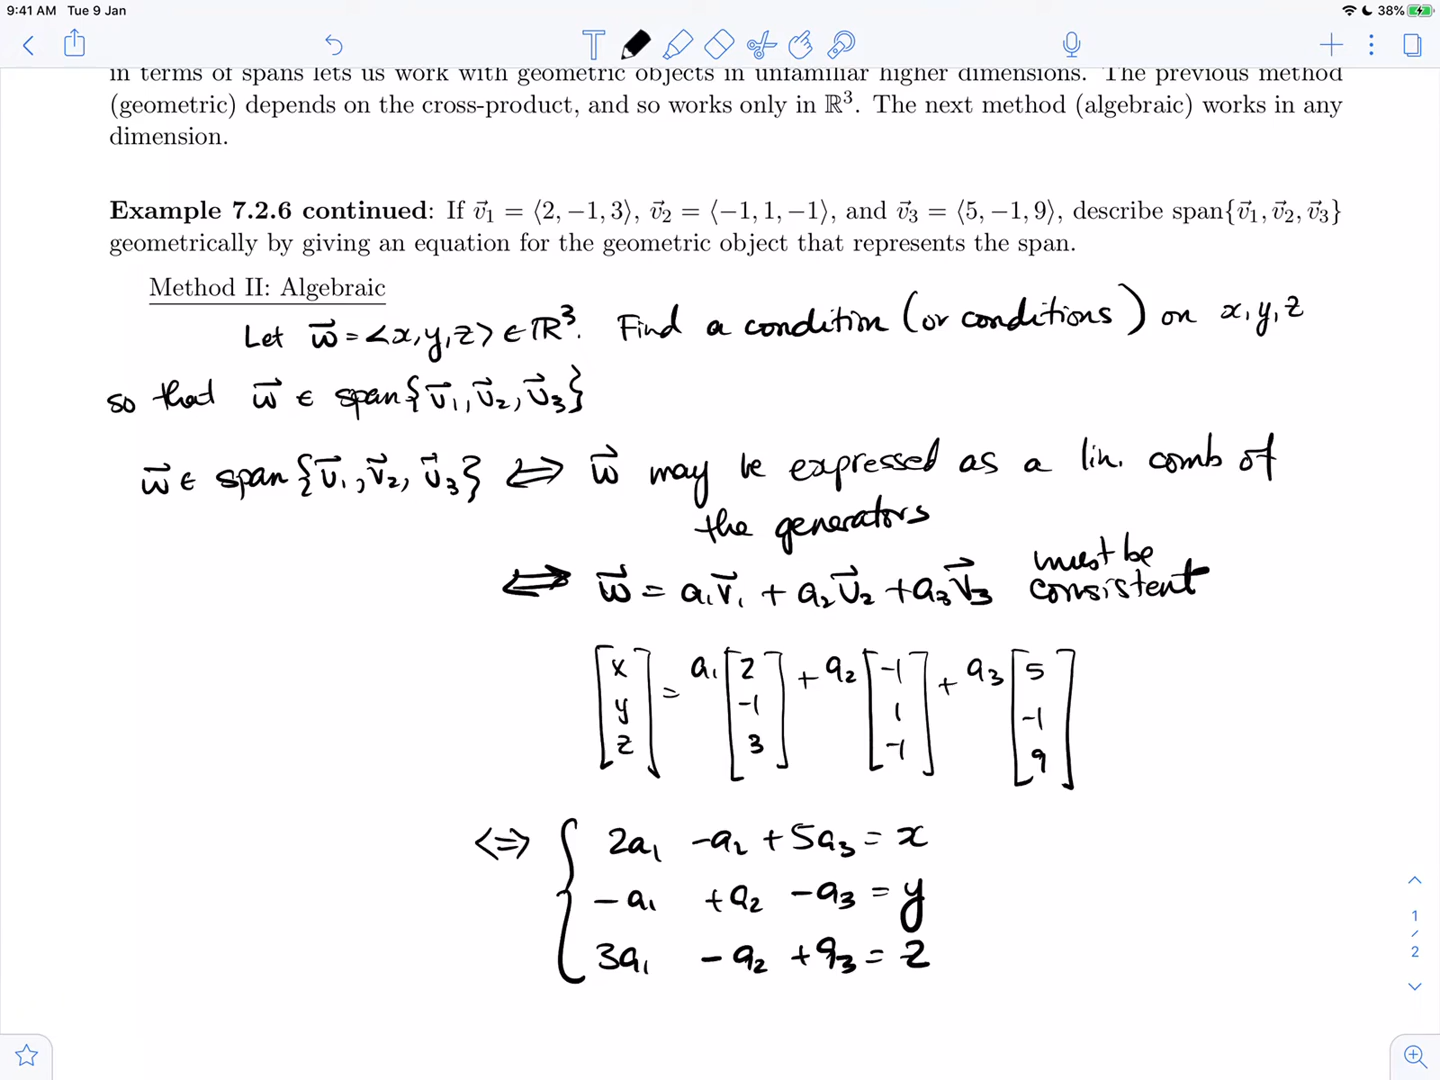 9:41 AM Tue 9 Jan 38%
in terms of spans lets us work with geometric objects in unfamiliar higher dimensions. The previous method
(geometric) depends on the cross-product, and so works only in ℝ³. The next method (algebraic) works in any
dimension.
Example 7.2.6 continued: If v⃗₁ = ⟨2, −1, 3⟩, v⃗₂ = ⟨−1, 1, −1⟩, and v⃗₃ = ⟨5, −1, 9⟩, describe span{v⃗₁, v⃗₂, v⃗₃}
geometrically by giving an equation for the geometric object that represents the span.
Method II: Algebraic
Let w⃗ = <x,y,z> ∈ ℝ³. Find a condition (or conditions) on x,y,z
so that w⃗ ∈ span{v⃗₁, v⃗₂, v⃗₃}
w⃗ ∈ span{v⃗₁, v⃗₂, v⃗₃} ⟺ w⃗ may be expressed as a lin. comb of
the generators
⟺ w⃗ = a₁v⃗₁ + a₂v⃗₂ + a₃v⃗₃ must be
consistent
[x y z] = a₁ [2 -1 3] + a₂ [-1 1 -1] + a₃ [5 -1 9]
<=> { 2a₁ -a₂ + 5a₃ = x
-a₁ +a₂ -a₃ = y
3a₁ -a₂ +9₃ = z
1
/
2
T